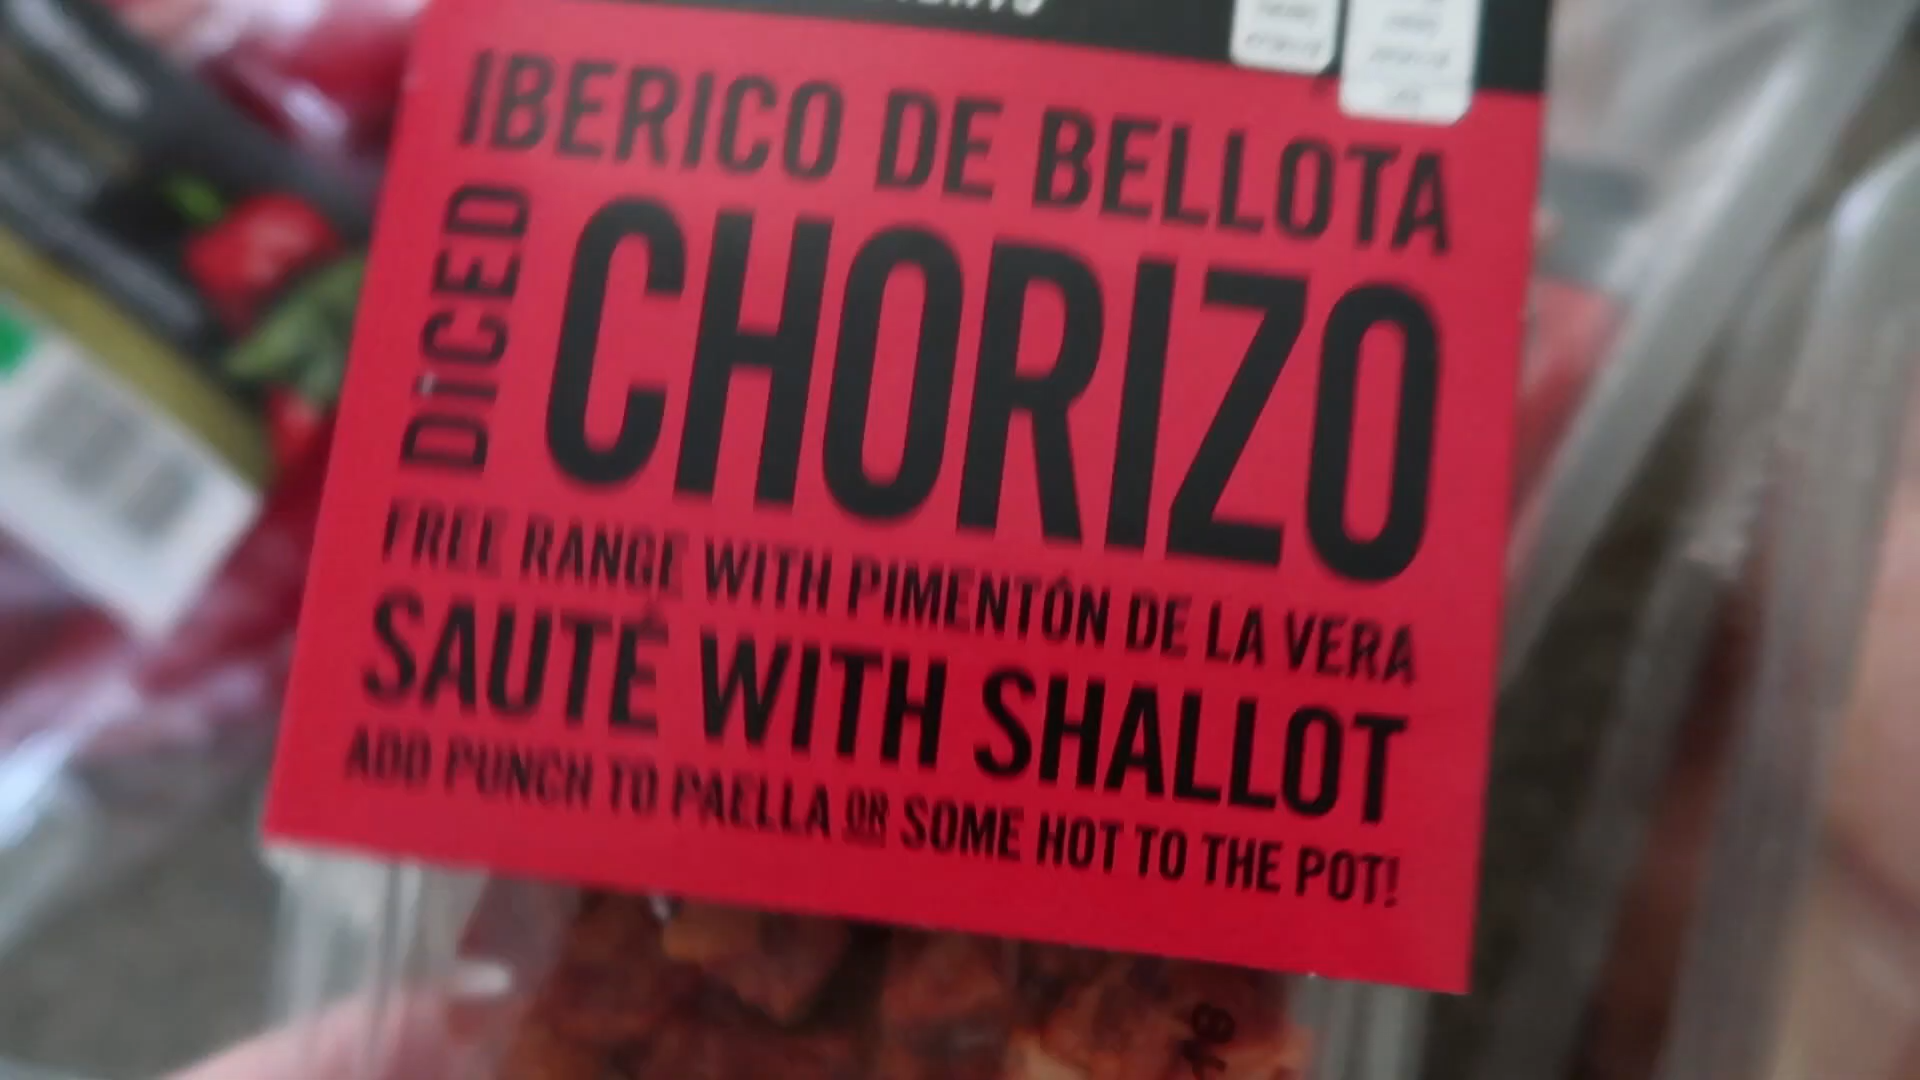 IBERICO DE BELLOTA
DICED
CHORIZO
FREE RANGE WITH PIMENTÓN DE LA VERA
SAUTÉ WITH SHALLOT
ADD PUNCH TO PAELLA OR SOME HOT TO THE POT!